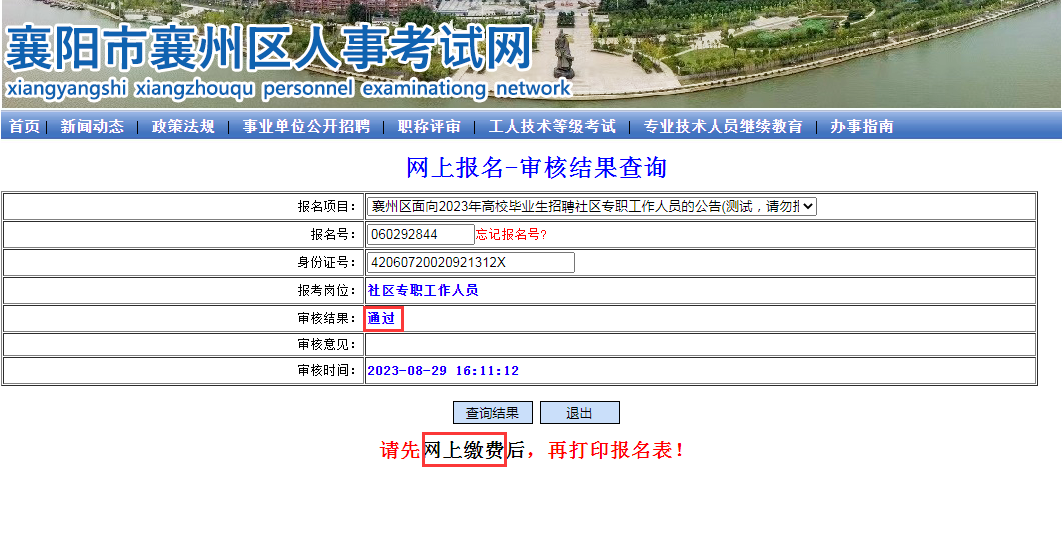 襄阳市襄州区人事考试网
xiangyangshi xiangzhouqu personnel examinationg network
首页 | 新闻动态 | 政策法规 | 事业单位公开招聘 | 职称评审 | 工人技术等级考试 | 专业技术人员继续教育 | 办事指南
网上报名-审核结果查询
报名项目： 襄州区面向2023年高校毕业生招聘社区专职工作人员的公告(测试，请勿报
报名号： 060292844 忘记报名号?
身份证号： 42060720020921312X
报考岗位： 社区专职工作人员
审核结果： 通过
审核意见：
审核时间： 2023-08-29 16:11:12
查询结果 退出
请先网上缴费后，再打印报名表！